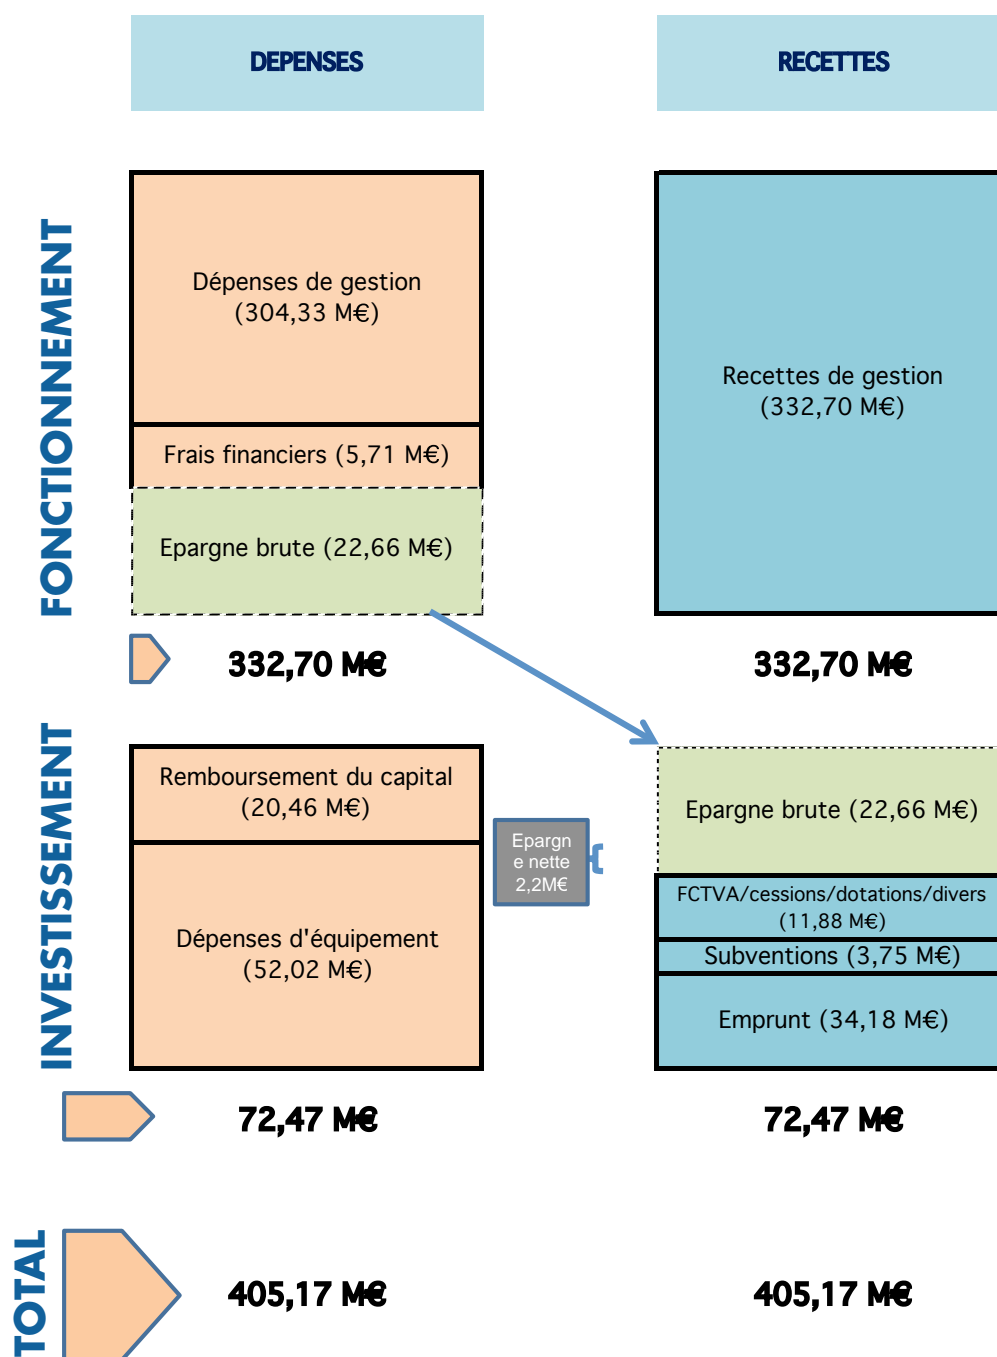 DEPENSES
RECETTES
FONCTIONNEMENT
Dépenses de gestion
(304,33 M€)
Frais financiers (5,71 M€)
Epargne brute (22,66 M€)
Recettes de gestion
(332,70 M€)
332,70 M€
332,70 M€
INVESTISSEMENT
Remboursement du capital
(20,46 M€)
Dépenses d'équipement
(52,02 M€)
Epargn
e nette
2,2M€
Epargne brute (22,66 M€)
FCTVA/cessions/dotations/divers
(11,88 M€)
Subventions (3,75 M€)
Emprunt (34,18 M€)
72,47 M€
72,47 M€
TOTAL
405,17 M€
405,17 M€